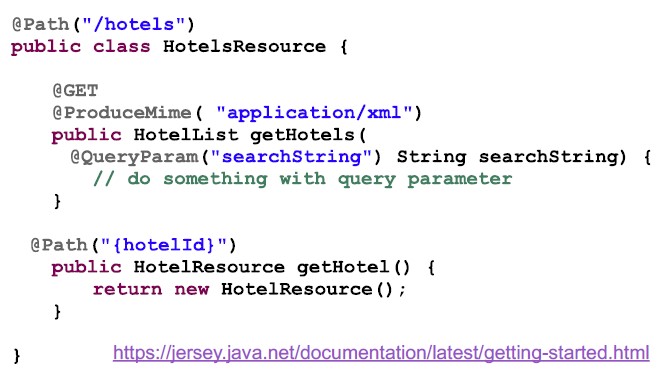 @Path("/hotels")
public class HotelsResource {
@GET
@ProduceMime( "application/xml")
public HotelList getHotels(
@QueryParam("searchString") String searchString) {
// do something with query parameter
}
@Path("{hotelId}")
public HotelResource getHotel() {
return new HotelResource();
}
}
https://jersey.java.net/documentation/latest/getting-started.html